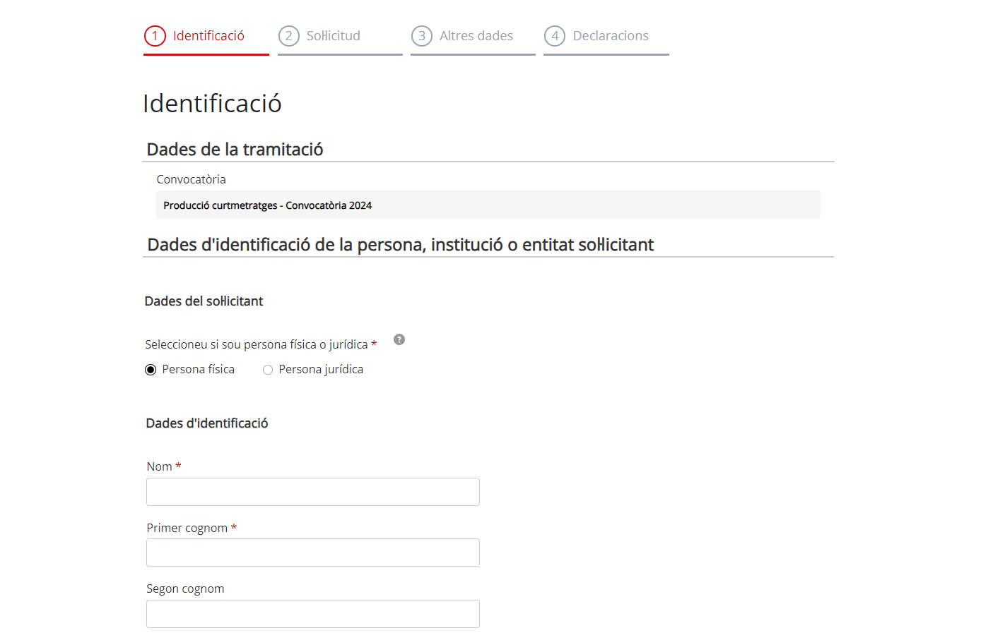 1 Identificació 2 Sol·licitud 3 Altres dades 4 Declaracions
Identificació
Dades de la tramitació
Convocatòria
Producció curtmetratges - Convocatòria 2024
Dades d'identificació de la persona, institució o entitat sol·licitant
Dades del sol·licitant
Seleccioneu si sou persona física o jurídica * ?
Persona física Persona jurídica
Dades d'identificació
Nom *
Primer cognom *
Segon cognom